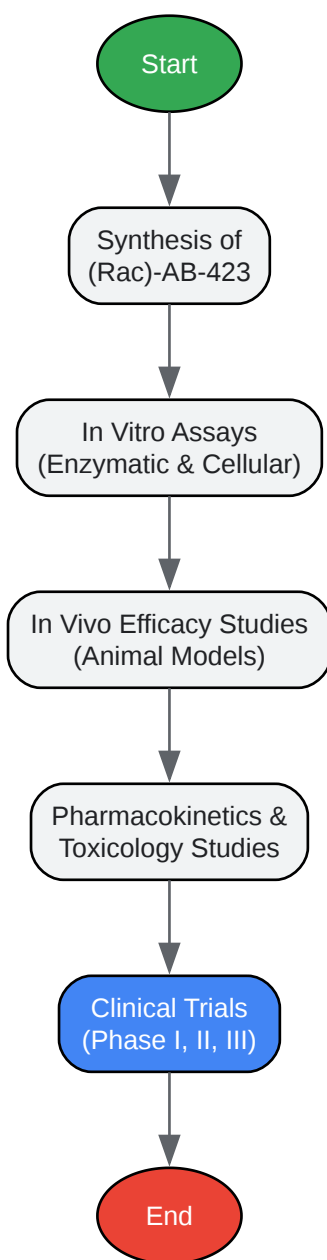 Start
Synthesis of
(Rac)-AB-423
In Vitro Assays
(Enzymatic & Cellular)
In Vivo Efficacy Studies
(Animal Models)
Pharmacokinetics &
Toxicology Studies
Clinical Trials
(Phase I, II, III)
End